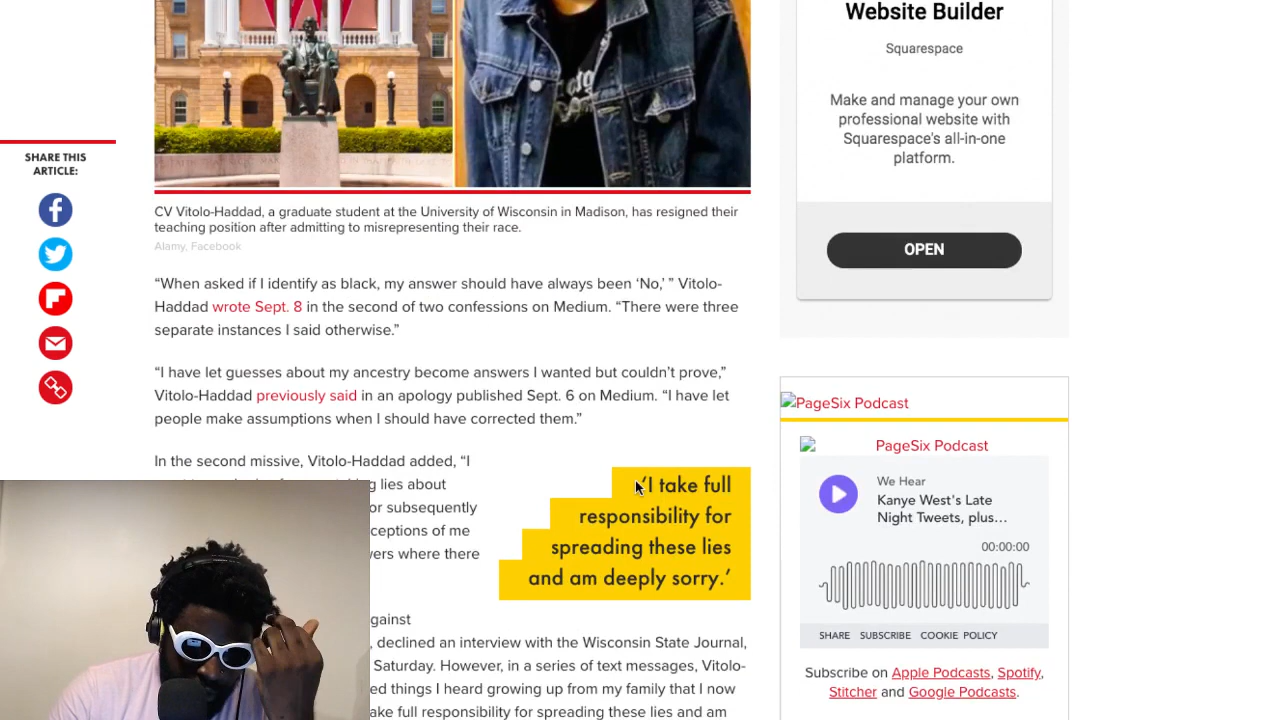 SHARE THIS
ARTICLE:
CV Vitolo-Haddad, a graduate student at the University of Wisconsin in Madison, has resigned their
teaching position after admitting to misrepresenting their race.
Alamy, Facebook
“When asked if I identify as black, my answer should have always been ‘No,’ ” Vitolo-
Haddad wrote Sept. 8 in the second of two confessions on Medium. “There were three
separate instances I said otherwise.”
“I have let guesses about my ancestry become answers I wanted but couldn’t prove,”
Vitolo-Haddad previously said in an apology published Sept. 6 on Medium. “I have let
people make assumptions when I should have corrected them.”
In the second missive, Vitolo-Haddad added, “I
g lies about
or subsequently
ceptions of me
vers where there
gainst
, declined an interview with the Wisconsin State Journal,
Saturday. However, in a series of text messages, Vitolo-
ed things I heard growing up from my family that I now
ake full responsibility for spreading these lies and am
‘I take full
responsibility for
spreading these lies
and am deeply sorry.’
Website Builder
Squarespace
Make and manage your own
professional website with
Squarespace's all-in-one
platform.
OPEN
PageSix Podcast
PageSix Podcast
We Hear
Kanye West's Late
Night Tweets, plus…
00:00:00
SHARE SUBSCRIBE COOKIE POLICY
Subscribe on Apple Podcasts, Spotify,
Stitcher and Google Podcasts.